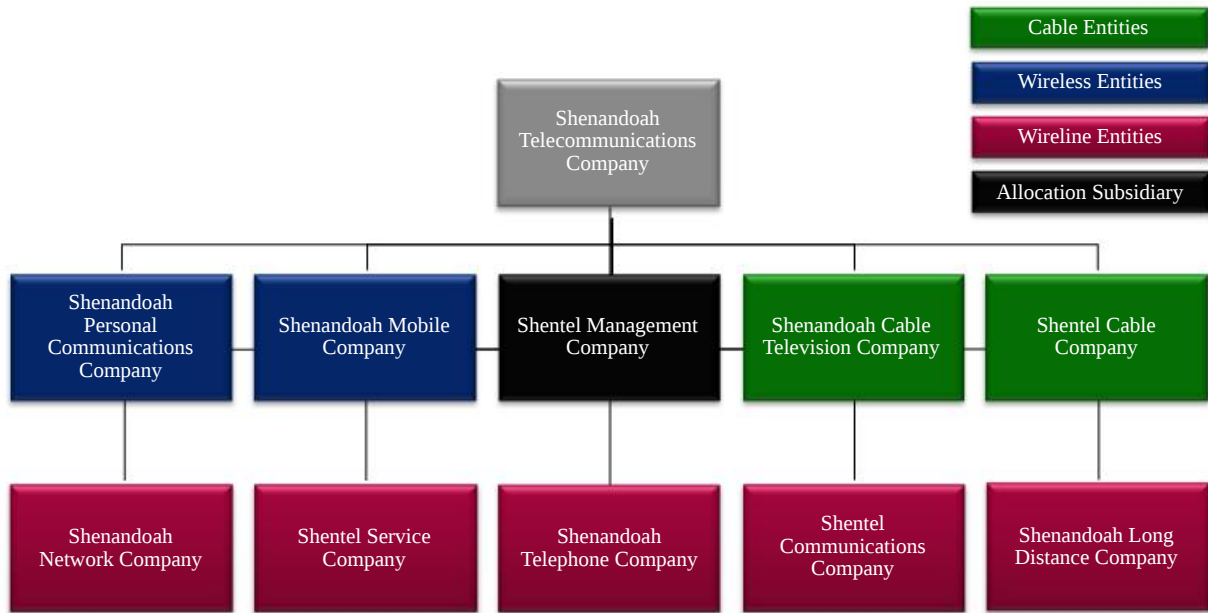 Cable Entities
Wireless Entities
Wireline Entities
Allocation Subsidiary
Shenandoah
Telecommunications
Company
Shenandoah
Personal
Communications
Company
Shenandoah Mobile
Company
Shentel Management
Company
Shenandoah Cable
Television Company
Shentel Cable
Company
Shenandoah
Network Company
Shentel Service
Company
Shenandoah
Telephone Company
Shentel
Communications
Company
Shenandoah Long
Distance Company